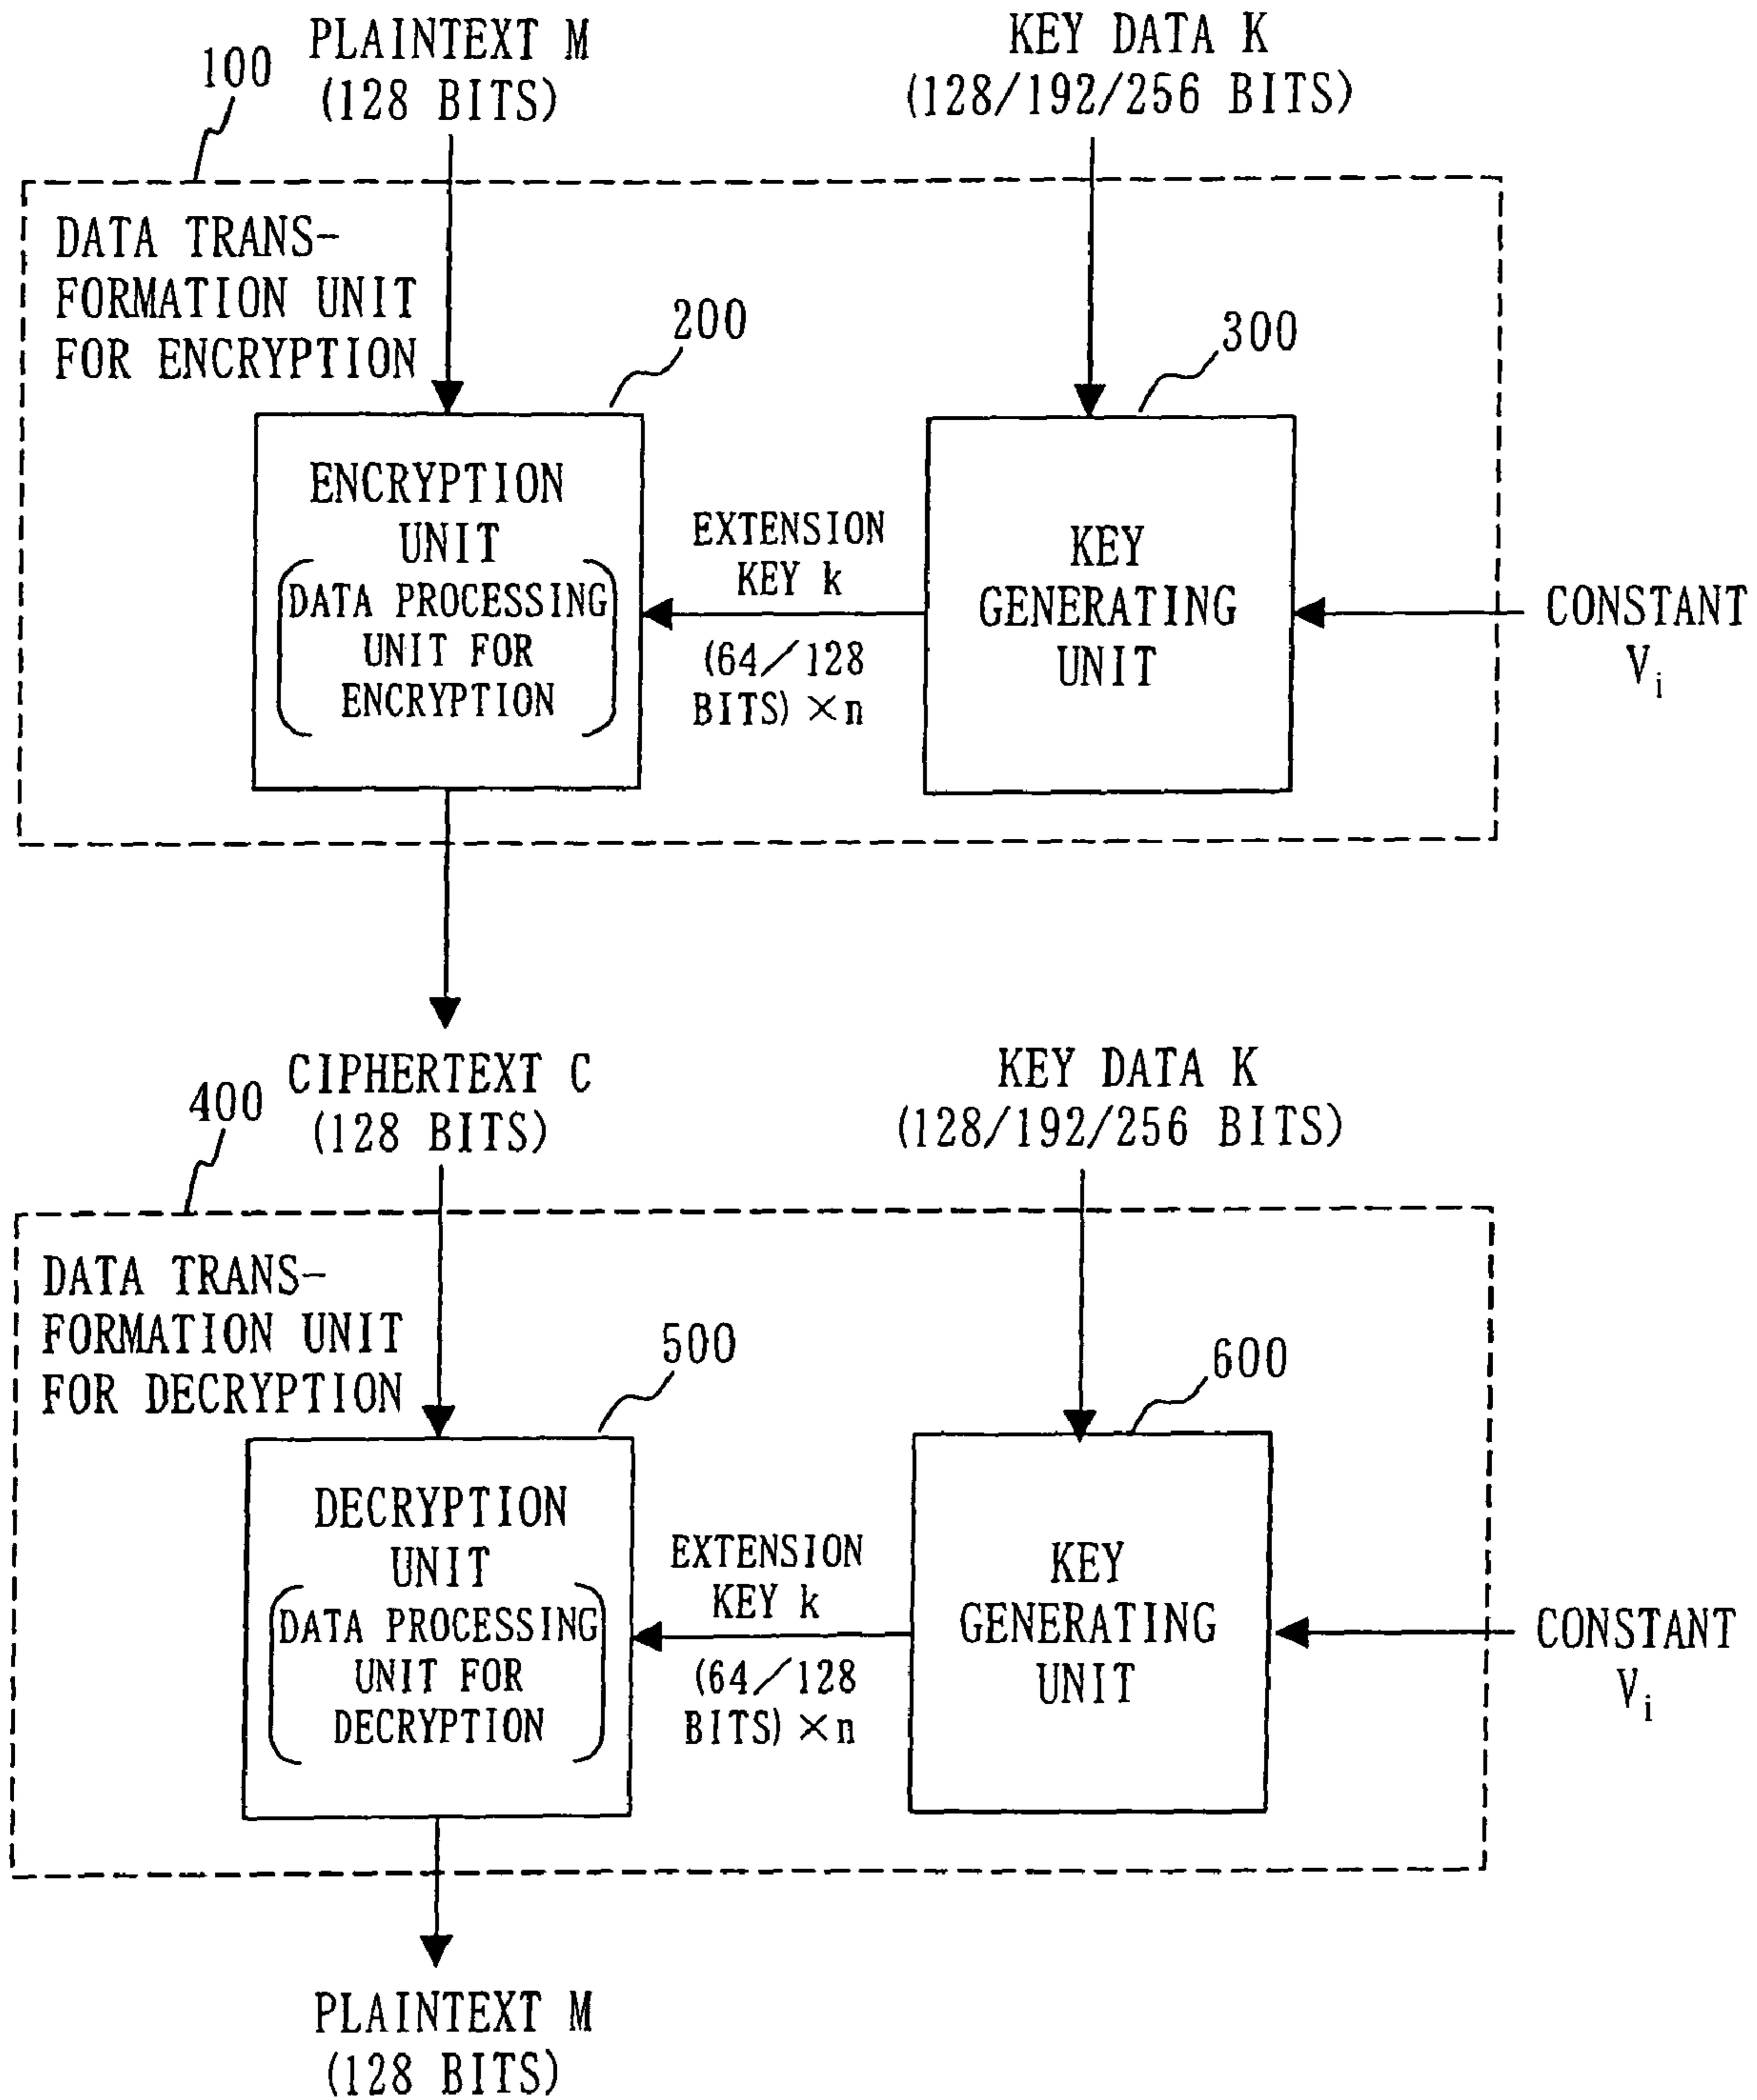 PLAINTEXT M
(128 BITS)
KEY DATA K
(128/192/256 BITS)
100
DATA TRANS-
FORMATION UNIT
FOR ENCRYPTION
200
300
ENCRYPTION
UNIT
DATA PROCESSING
UNIT FOR
ENCRYPTION
EXTENSION
KEY k
(64/128
BITS) ×n
KEY
GENERATING
UNIT
CONSTANT
Vi
CIPHERTEXT C
(128 BITS)
KEY DATA K
(128/192/256 BITS)
400
DATA TRANS-
FORMATION UNIT
FOR DECRYPTION
500
600
DECRYPTION
UNIT
DATA PROCESSING
UNIT FOR
DECRYPTION
EXTENSION
KEY k
(64/128
BITS) ×n
KEY
GENERATING
UNIT
CONSTANT
Vi
PLAINTEXT M
(128 BITS)